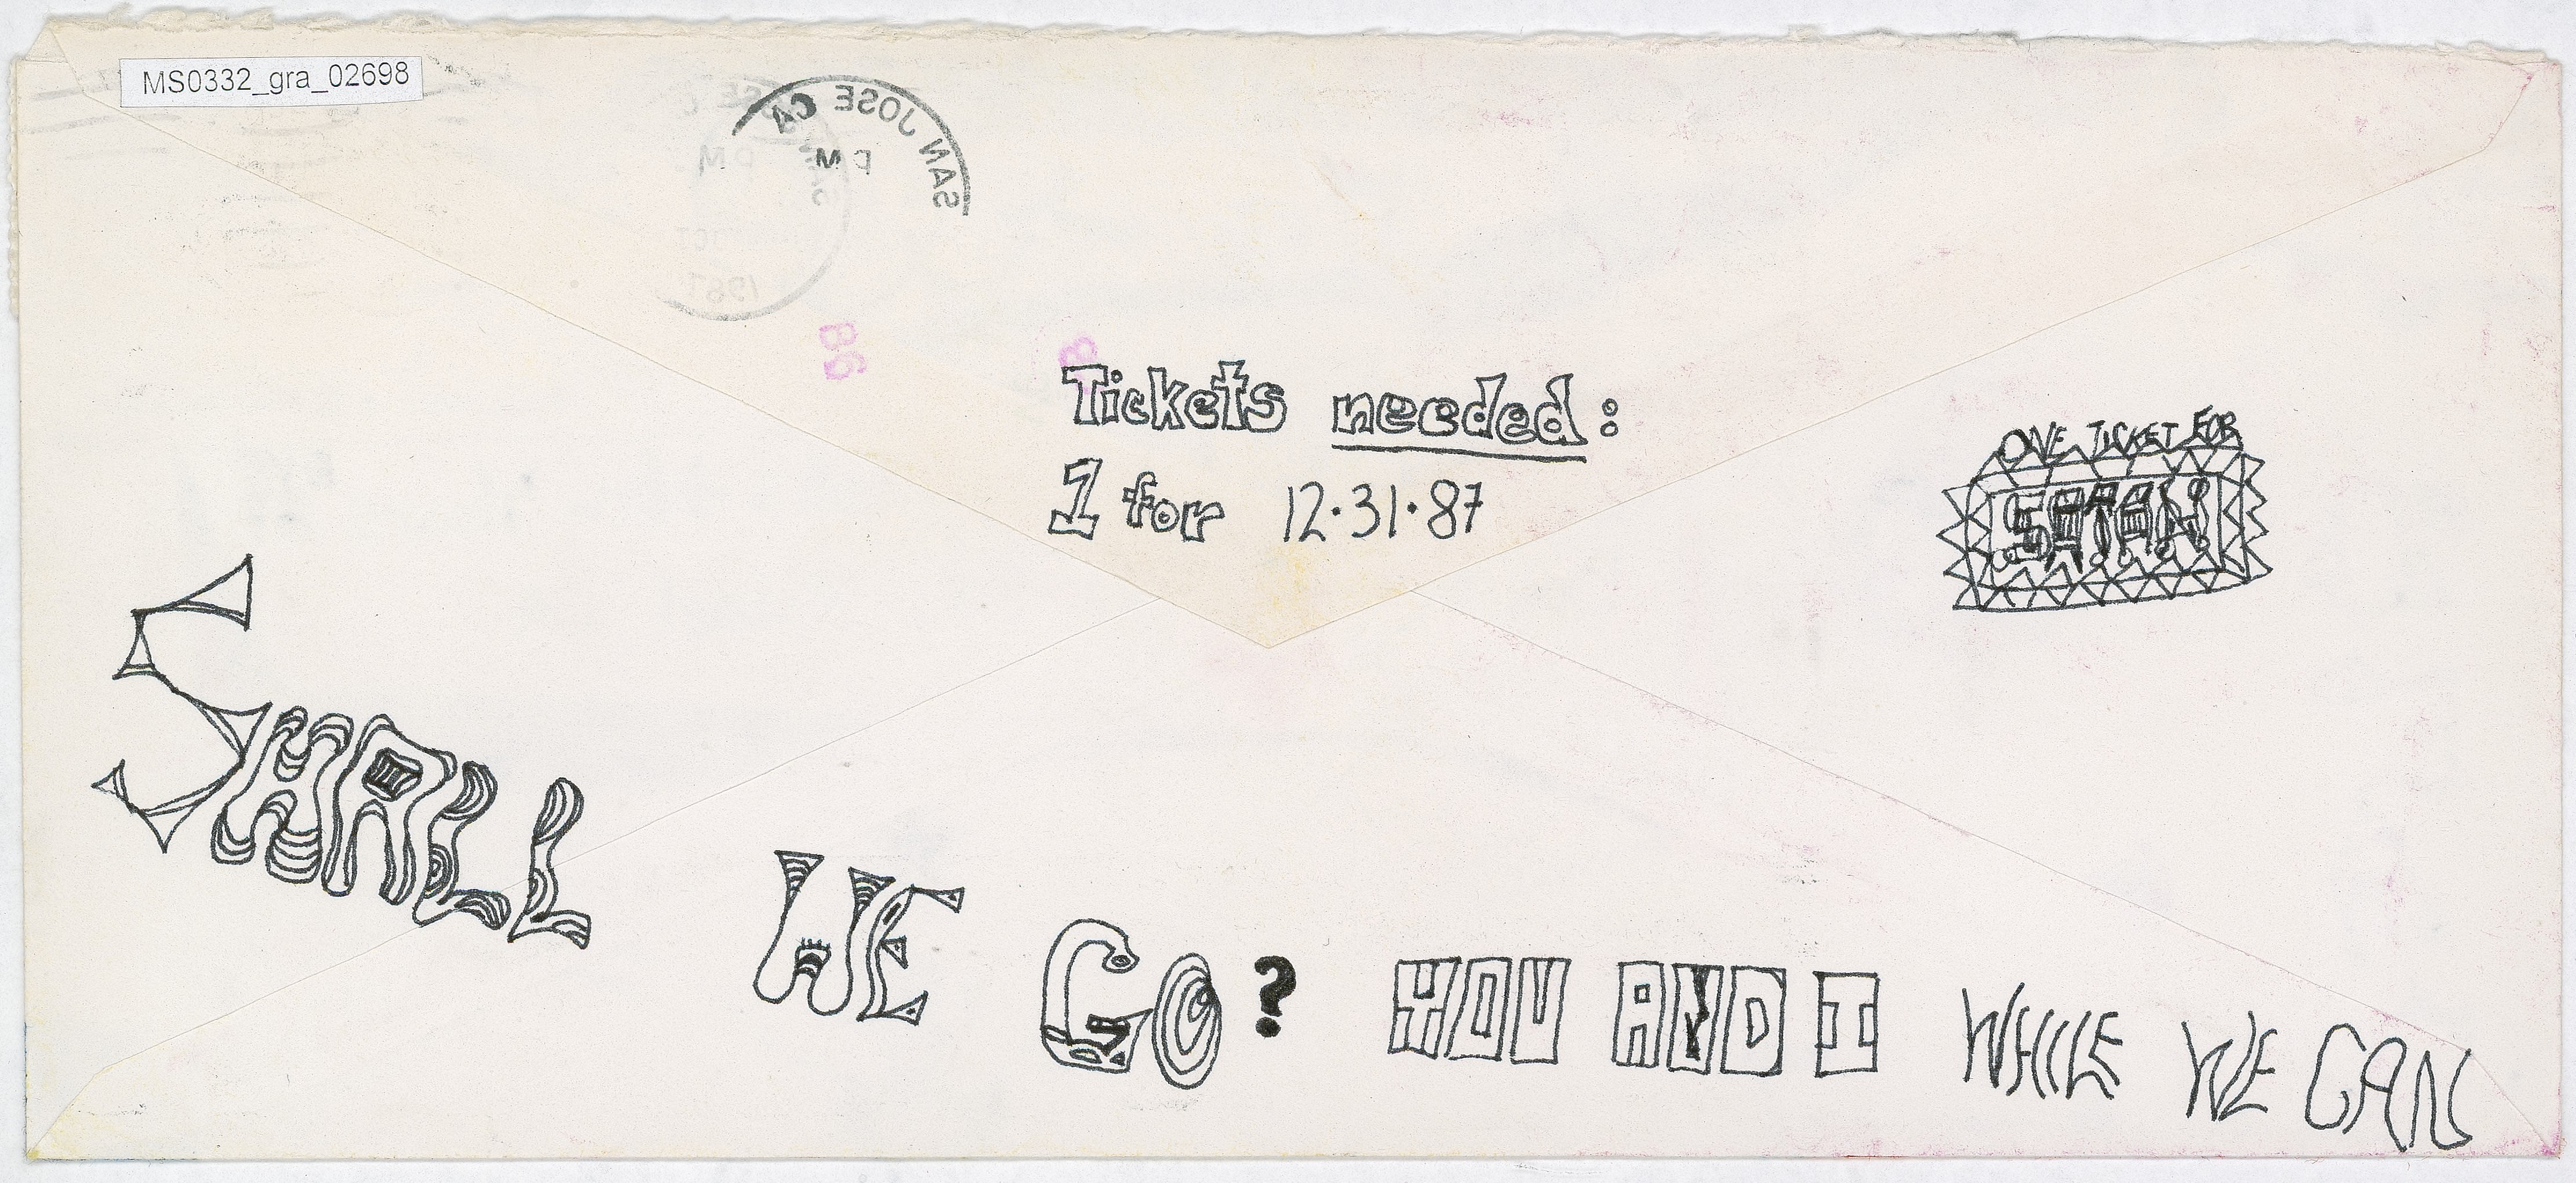 MS0332_gra_02698
SAN JOSE CA
PM
1987
BG
Tickets needed:
1 for 12·31·87
ONE TICKET FOR
SATAN
SHALL WE GO? YOU AND I WHILE WE CAN